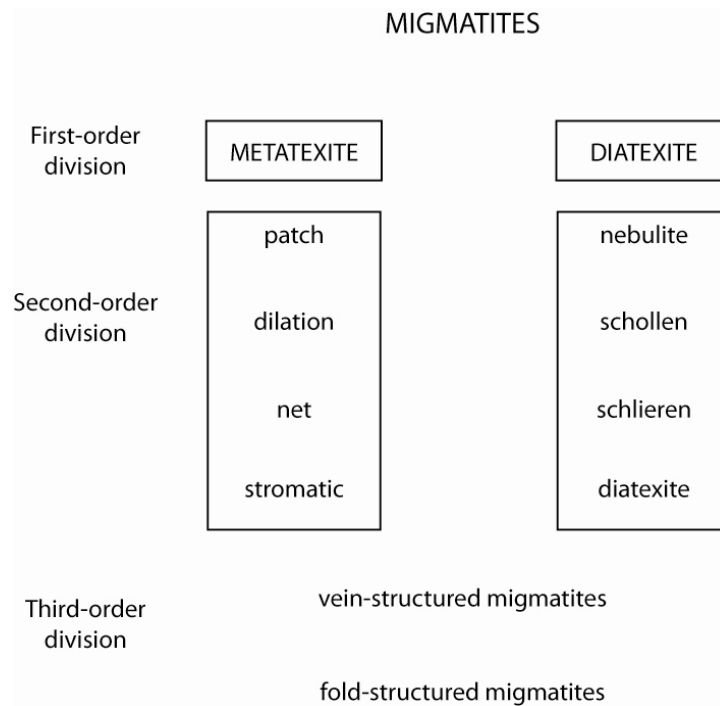 MIGMATITES
First-order
division
METATEXITE
DIATEXITE
Second-order
division
patch
dilation
net
stromatic
nebulite
schollen
schlieren
diatexite
Third-order
division
vein-structured migmatites
fold-structured migmatites